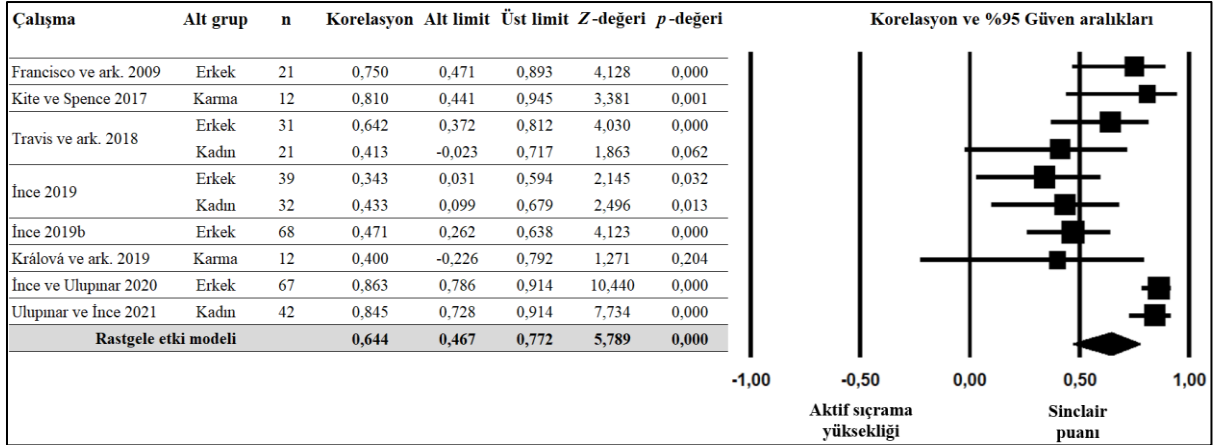 Çalışma Alt grup n Korelasyon Alt limit Üst limit Z-değeri p-değeri Korelasyon ve %95 Güven aralıkları
Francisco ve ark. 2009 Erkek 21 0,750 0,471 0,893 4,128 0,000
Kite ve Spence 2017 Karma 12 0,810 0,441 0,945 3,381 0,001
Travis ve ark. 2018 Erkek 31 0,642 0,372 0,812 4,030 0,000
Kadın 21 0,413 -0,023 0,717 1,863 0,062
İnce 2019 Erkek 39 0,343 0,031 0,594 2,145 0,032
Kadın 32 0,433 0,099 0,679 2,496 0,013
İnce 2019b Erkek 68 0,471 0,262 0,638 4,123 0,000
Králová ve ark. 2019 Karma 12 0,400 -0,226 0,792 1,271 0,204
İnce ve Ulupınar 2020 Erkek 67 0,863 0,786 0,914 10,440 0,000
Ulupınar ve İnce 2021 Kadın 42 0,845 0,728 0,914 7,734 0,000
Rastgele etki modeli 0,644 0,467 0,772 5,789 0,000
-1,00 -0,50 0,00 0,50 1,00
Aktif sıçrama Sinclair
yüksekliği puanı